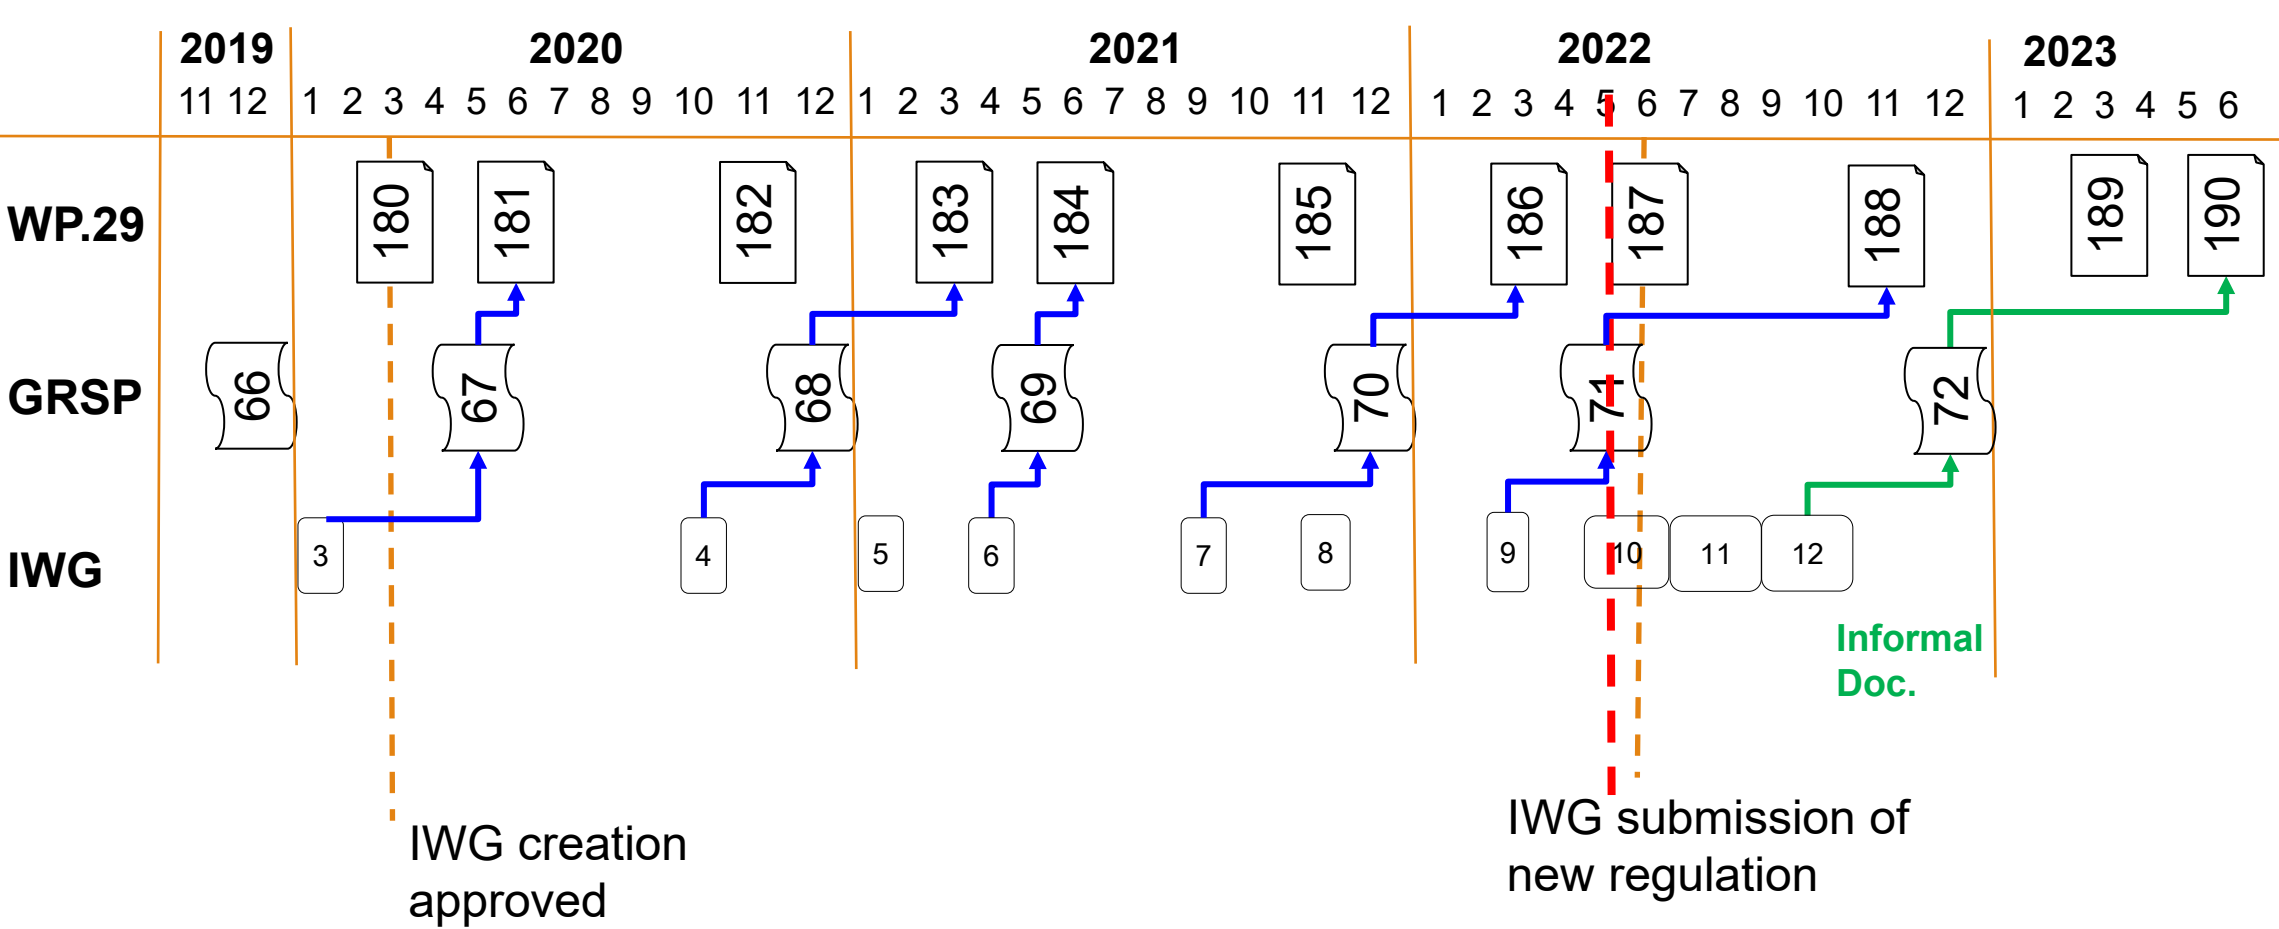 2019 2020 2021 2022 2023
11 12 1 2 3 4 5 6 7 8 9 10 11 12 1 2 3 4 5 6 7 8 9 10 11 12 1 2 3 4 5 6 7 8 9 10 11 12 1 2 3 4 5 6
WP.29 180 181 182 183 184 185 186 187 188 189 190
GRSP 66 67 68 69 70 71 72
IWG 3 4 5 6 7 8 9 10 11 12
Informal
Doc.
IWG creation
approved
IWG submission of
new regulation